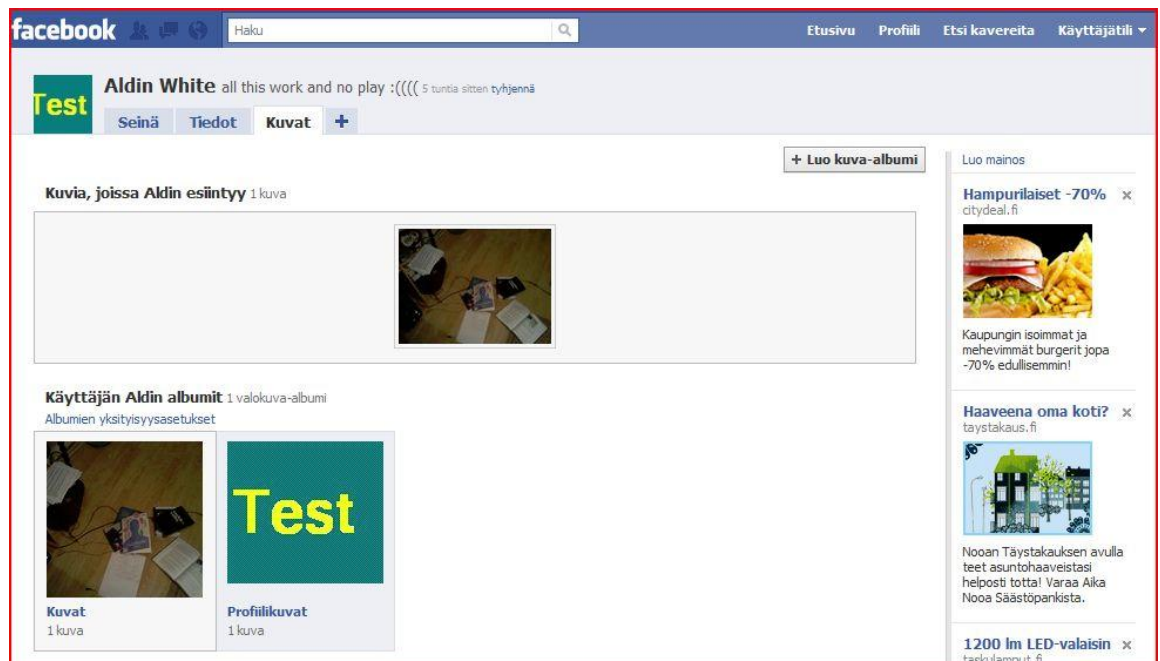 facebook Haku Etusivu Profiili Etsi kavereita Käyttäjätili
Test
Aldin White all this work and no play :(((( 5 tuntia sitten tyhjennä
Seinä Tiedot Kuvat +
+ Luo kuva-albumi
Kuvia, joissa Aldin esiintyy 1 kuva
Käyttäjän Aldin albumit 1 valokuva-albumi
Albumien yksityisyysasetukset
Test
Kuvat
1 kuva
Profiilikuvat
1 kuva
Luo mainos
Hampurilaiset -70% x
citydeal.fi
Kaupungin isoimmat ja
mehevimmät burgerit jopa
-70% edullisemmin!
Haaveena oma koti? x
taystakaus.fi
Nooan Täystakauksen avulla
teet asuntohaaveistasi
helposti totta! Varaa Aika
Nooa Säästöpankista.
1200 lm LED-valaisin x
taskulamput.fi